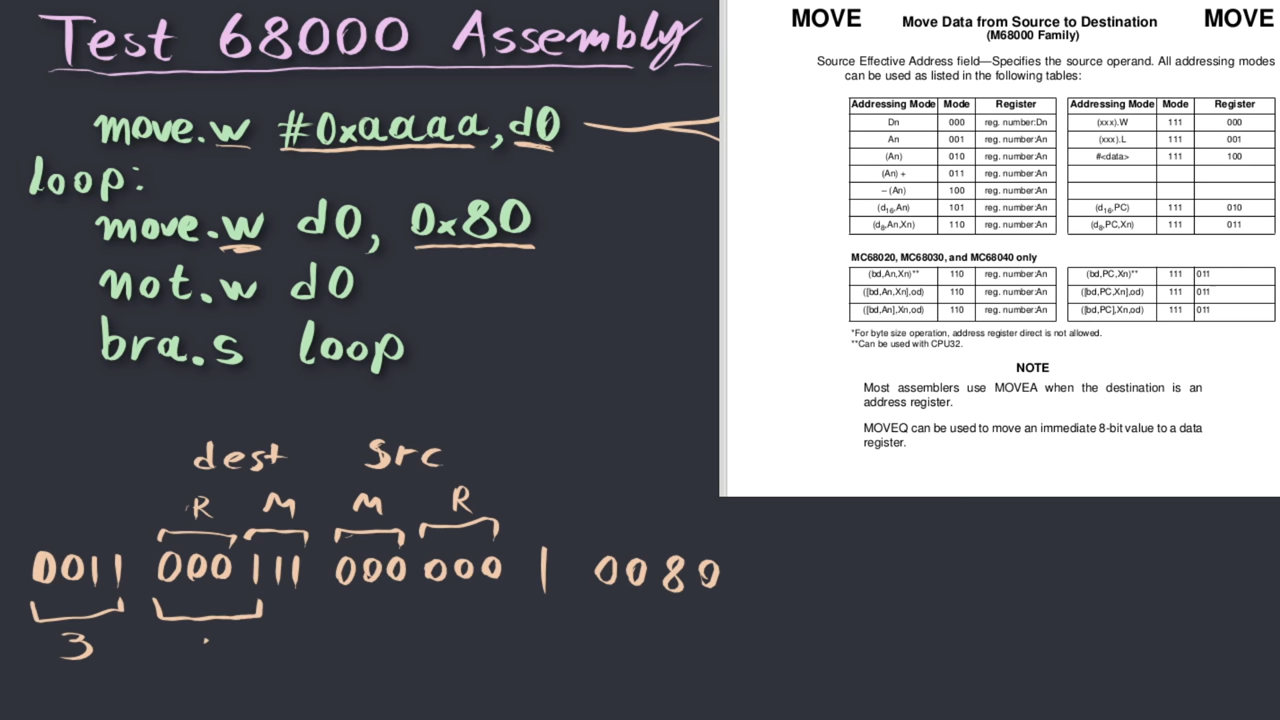 Test 68000 Assembly
move.w #0xaaaa,d0
loop:
move.w d0, 0x80
not.w d0
bra.s loop
dest src
R M M R
0011 000 111 000 000 | 0080
3
MOVE Move Data from Source to Destination MOVE
(M68000 Family)
Source Effective Address field—Specifies the source operand. All addressing modes
can be used as listed in the following tables:
Addressing Mode Mode Register Addressing Mode Mode Register
Dn 000 reg. number:Dn (xxx).W 111 000
An 001 reg. number:An (xxx).L 111 001
(An) 010 reg. number:An #<data> 111 100
(An) + 011 reg. number:An
– (An) 100 reg. number:An
(d16,An) 101 reg. number:An (d16,PC) 111 010
(d8,An,Xn) 110 reg. number:An (d8,PC,Xn) 111 011
MC68020, MC68030, and MC68040 only
(bd,An,Xn)** 110 reg. number:An (bd,PC,Xn)** 111 011
([bd,An,Xn],od) 110 reg. number:An ([bd,PC,Xn],od) 111 011
([bd,An],Xn,od) 110 reg. number:An ([bd,PC],Xn,od) 111 011
*For byte size operation, address register direct is not allowed.
**Can be used with CPU32.
NOTE
Most assemblers use MOVEA when the destination is an
address register.
MOVEQ can be used to move an immediate 8-bit value to a data
register.